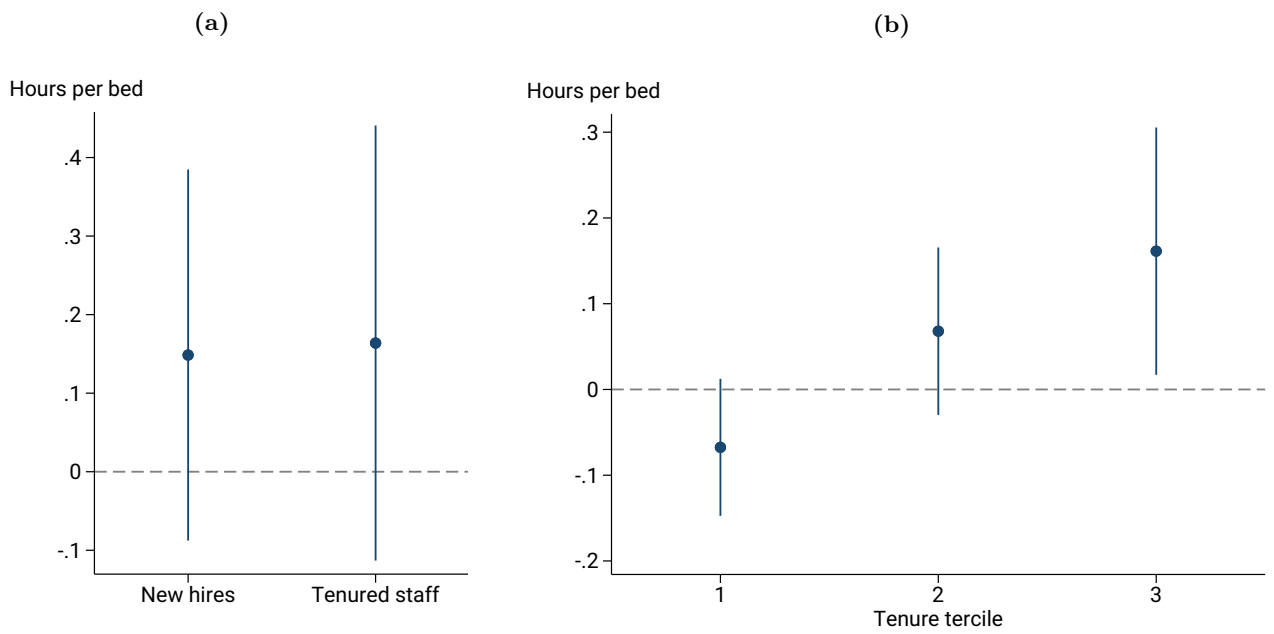 (a)
Hours per bed
.4
.3
.2
.1
0
-.1
New hires Tenured staff
(b)
Hours per bed
.3
.2
.1
0
-.1
-.2
1 2 3
Tenure tercile